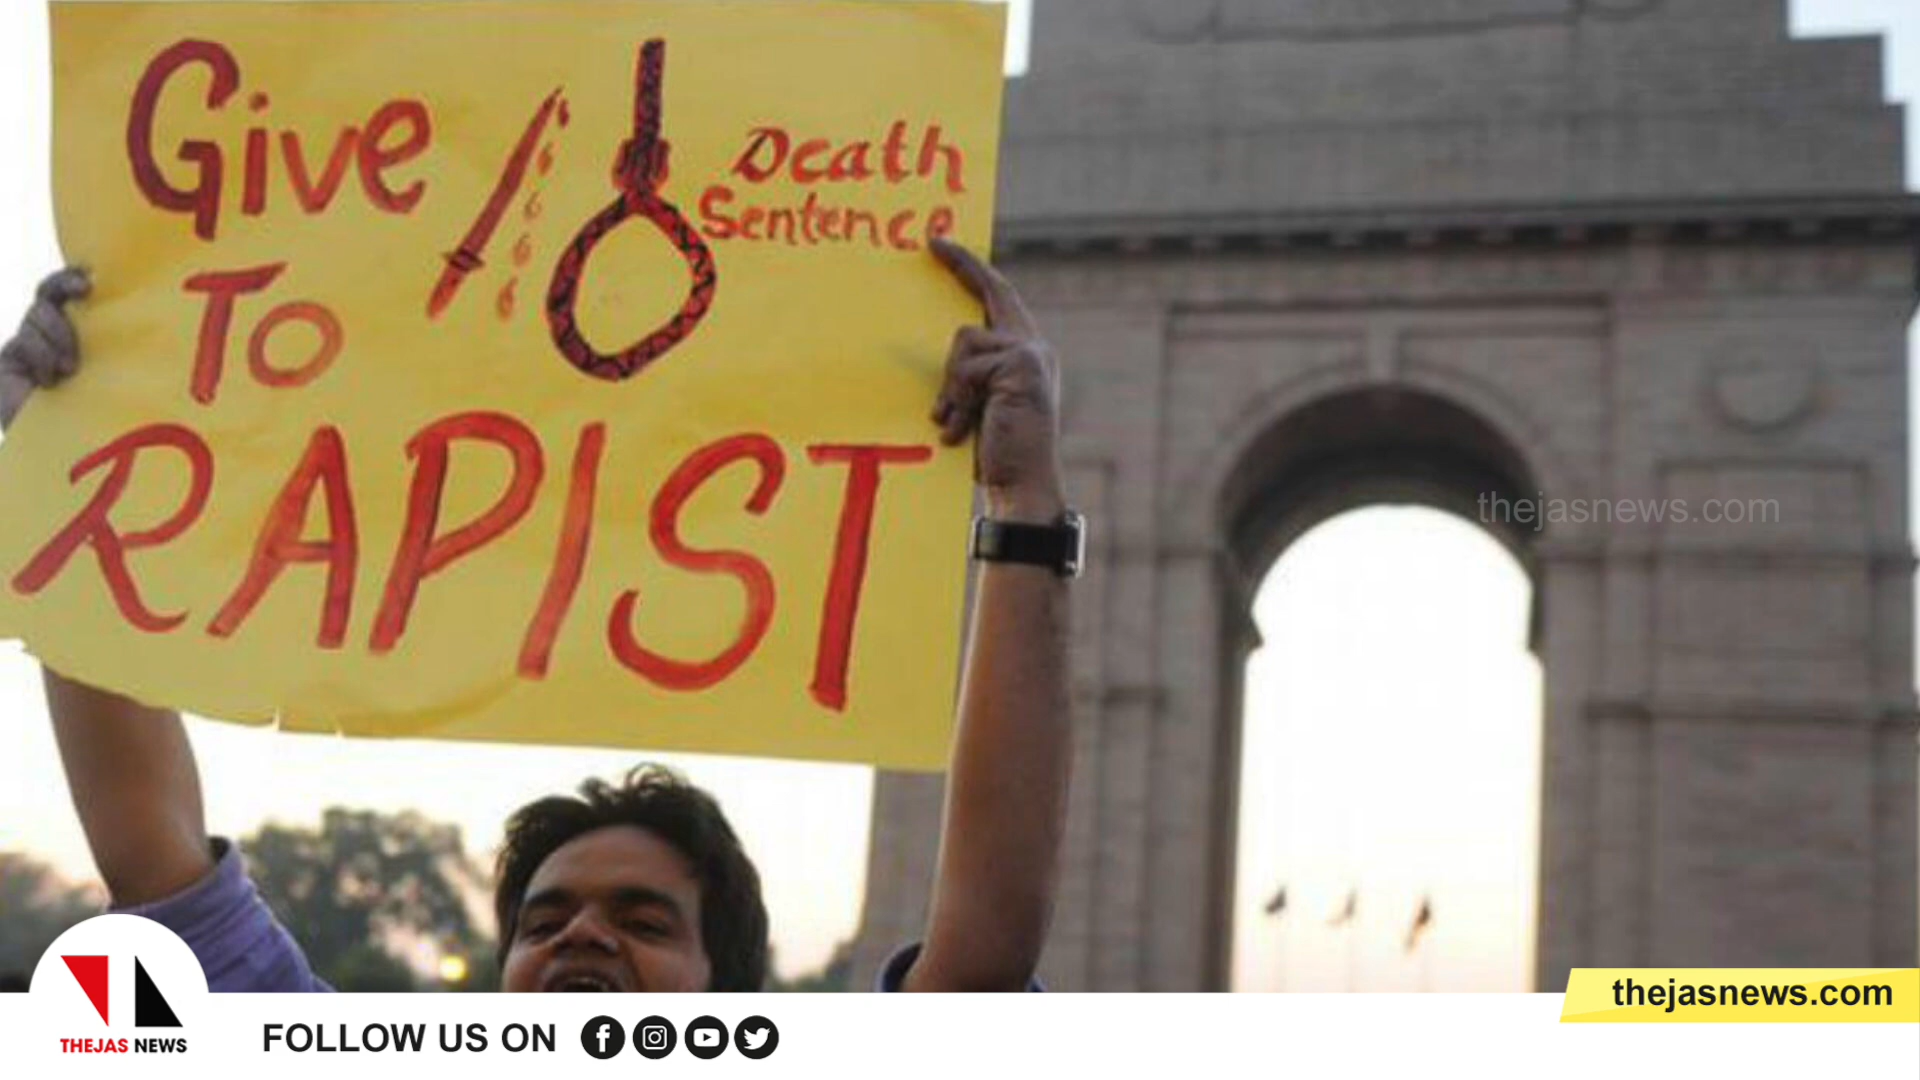 Give
Death
Sentence
To
RAPIST
thejasnews.com
thejasnews.com
THEJAS NEWS
FOLLOW US ON